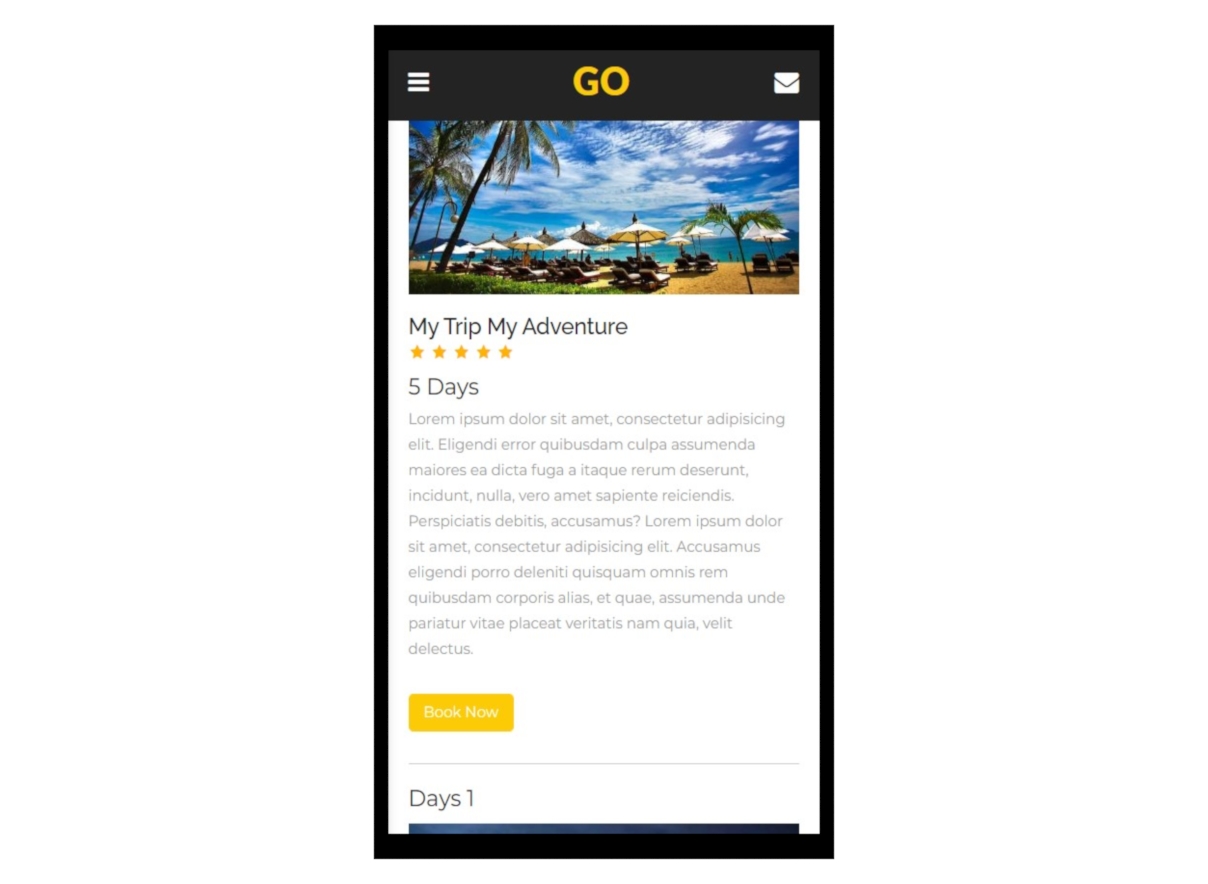 GO
My Trip My Adventure
5 Days
Lorem ipsum dolor sit amet, consectetur adipisicing
elit. Eligendi error quibusdam culpa assumenda
maiores ea dicta fuga a itaque rerum deserunt,
incidunt, nulla, vero amet sapiente reiciendis.
Perspiciatis debitis, accusamus? Lorem ipsum dolor
sit amet, consectetur adipisicing elit. Accusamus
eligendi porro deleniti quisquam omnis rem
quibusdam corporis alias, et quae, assumenda unde
pariatur vitae placeat veritatis nam quia, velit
delectus.
Book Now
Days 1